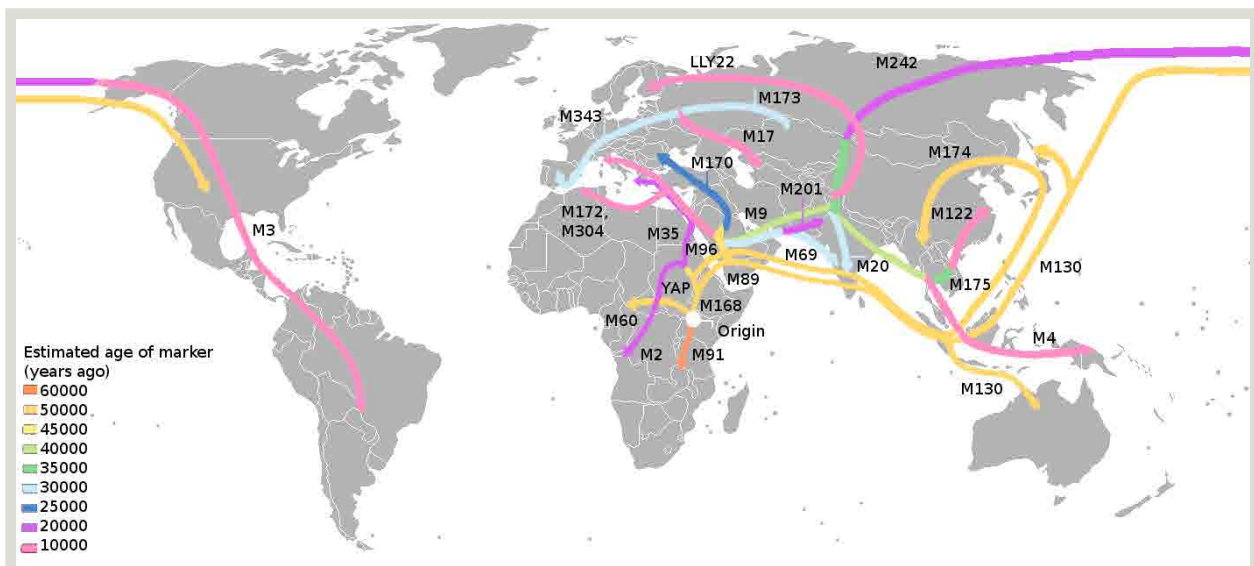 LLY22
M242
M173
M343
M17
M174
M170
M201
M9
M122
M172,
M304
M35
M3
M96
M69
M20
M130
M89
M175
YAP
M168
M60
Origin
M4
M2
M91
M130
Estimated age of marker
(years ago)
60000
50000
45000
40000
35000
30000
25000
20000
10000